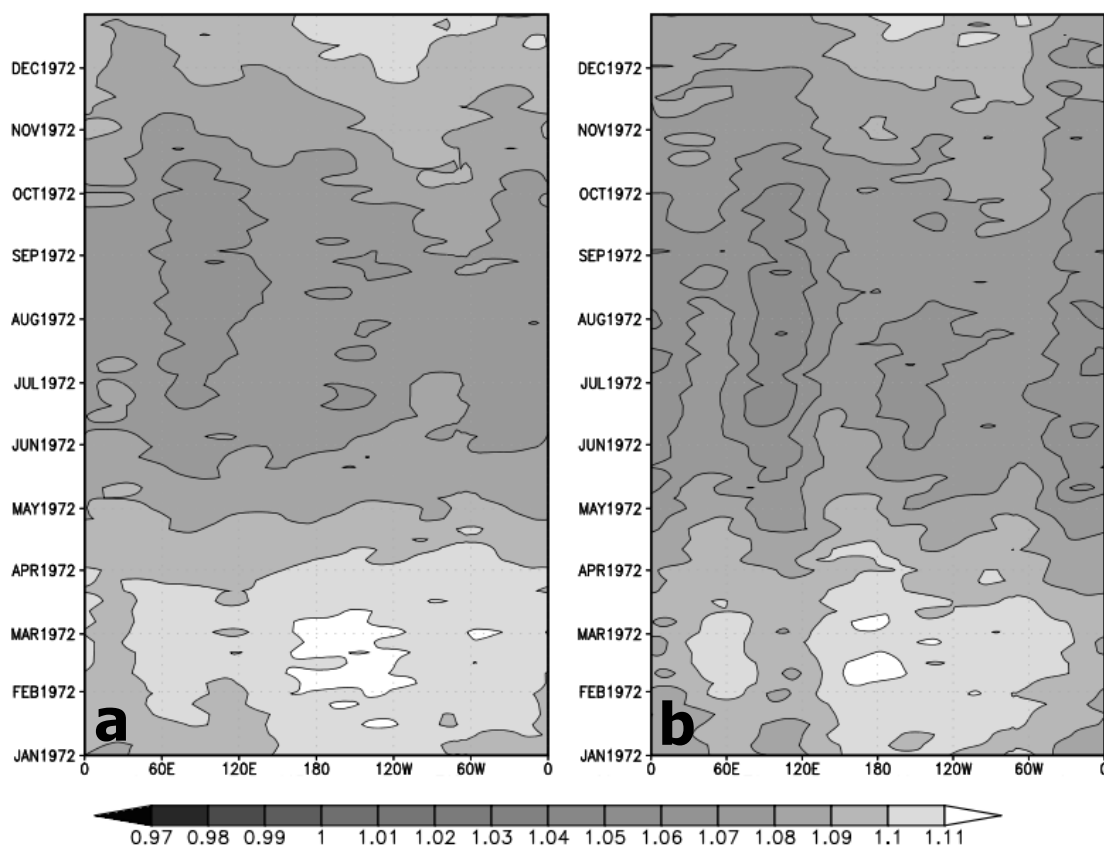 DEC1972
NOV1972
OCT1972
SEP1972
AUG1972
JUL1972
JUN1972
MAY1972
APR1972
MAR1972
FEB1972
JAN1972
a
0 60E 120E 180 120W 60W 0
DEC1972
NOV1972
OCT1972
SEP1972
AUG1972
JUL1972
JUN1972
MAY1972
APR1972
MAR1972
FEB1972
JAN1972
b
0 60E 120E 180 120W 60W 0
0.97 0.98 0.99 1 1.01 1.02 1.03 1.04 1.05 1.06 1.07 1.08 1.09 1.1 1.11